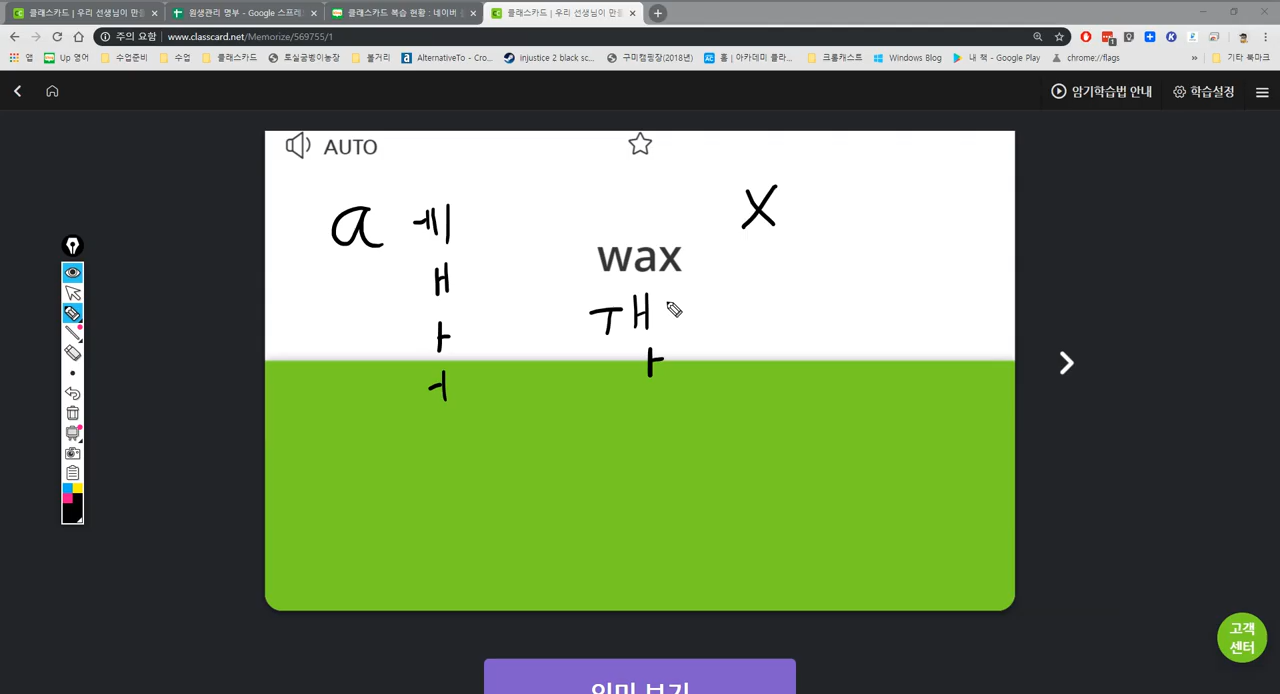 클래스카드 | 우리 선생님이 만든
원생관리 명부 - Google 스프레
클래스카드 복습 현황 : 네이버
클래스카드 | 우리 선생님이 만든
주의 요함 www.classcard.net/Memorize/569755/1
앱 Up 영어 수업준비 수업 클래스카드 토실공벵이농장 볼거리 AlternativeTo - Cro... Injustice 2 black sc... 구미캠핑장(2018년) 홈 | 아카데미 클라... 크롬캐스트 Windows Blog 내 책 - Google Play chrome://flags » 기타 북마크
암기학습법 안내 학습설정
AUTO
a ㅔ X
ㅐ
wax
ㅏ ㅜㅐ
ㅓ ㅏ
고객
센터
의미 보기